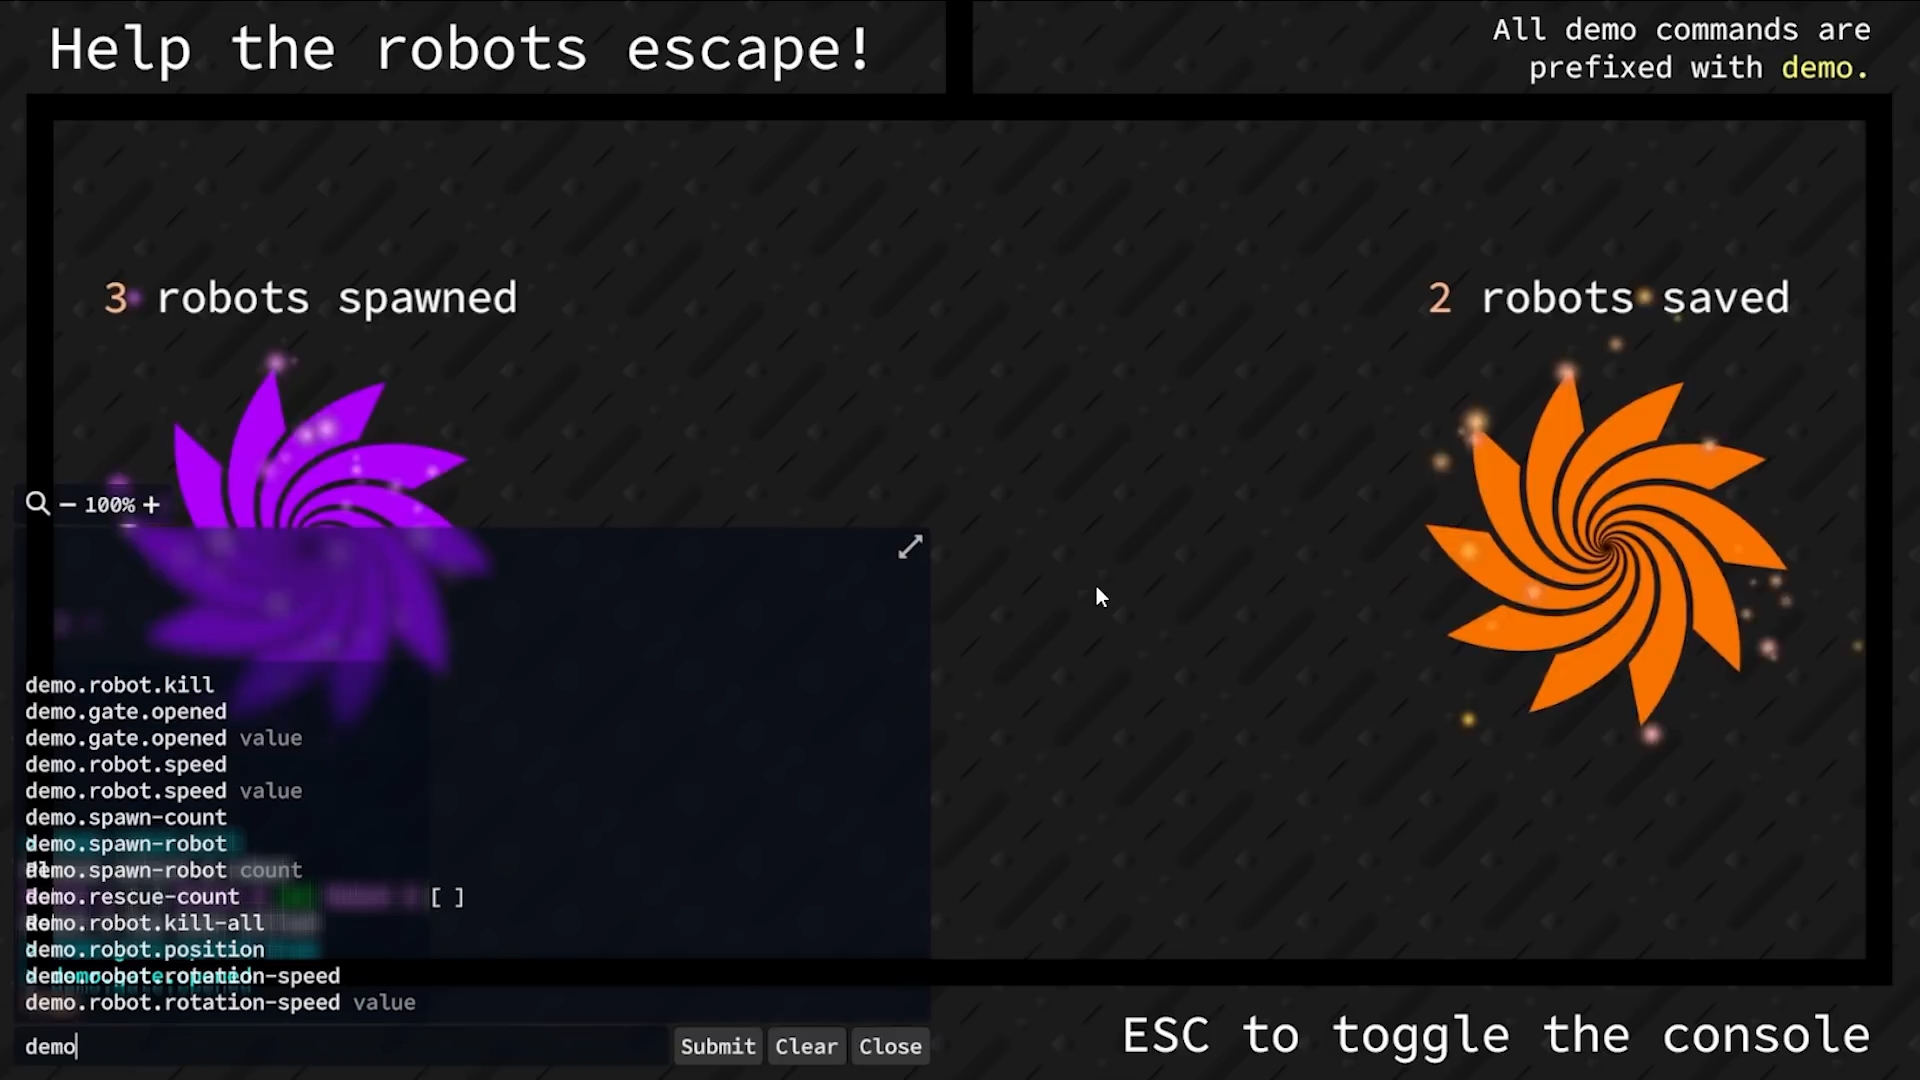 Help the robots escape!
All demo commands are
prefixed with demo.
3 robots spawned
2 robots saved
100%
demo.robot.kill
demo.gate.opened
demo.gate.opened value
demo.robot.speed
demo.robot.speed value
demo.spawn-count
demo.spawn-robot
demo.spawn-robot count
demo.rescue-count [ ]
demo.robot.kill-all
demo.robot.position
demo.robot.rotation-speed
demo.robot.rotation-speed value
demo
Submit
Clear
Close
ESC to toggle the console